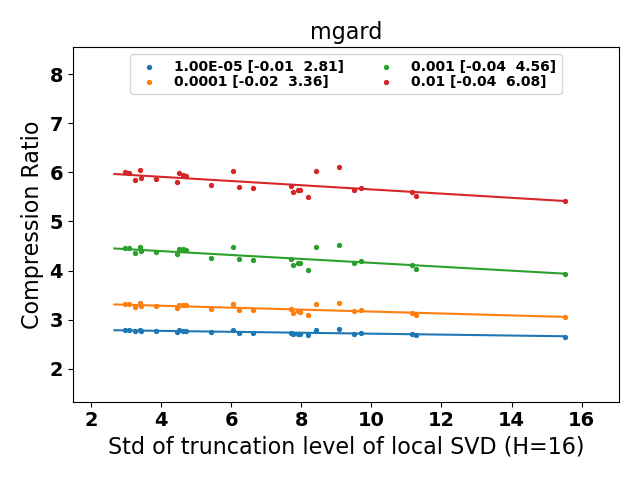 mgard
1.00E-05 [-0.01  2.81]
0.0001 [-0.02  3.36]
0.001 [-0.04  4.56]
0.01 [-0.04  6.08]
Compression Ratio
8
7
6
5
4
3
2
2 4 6 8 10 12 14 16
Std of truncation level of local SVD (H=16)